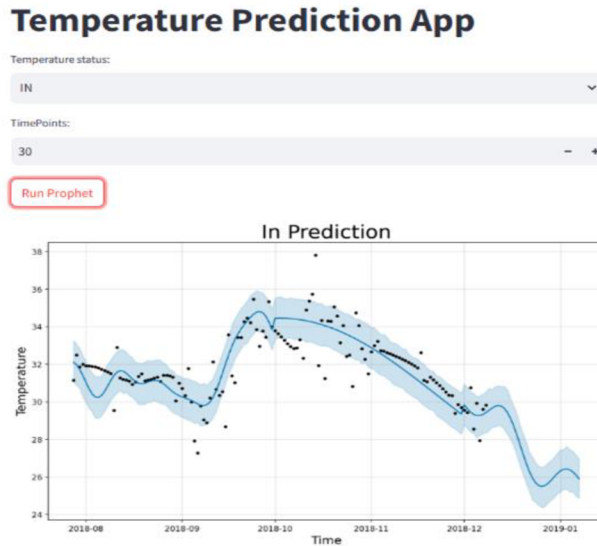 Temperature Prediction App
Temperature status:
IN
TimePoints:
30
Run Prophet
In Prediction
38
36
34
32
30
28
26
24
Temperature
2018-08 2018-09 2018-10 2018-11 2018-12 2019-01
Time